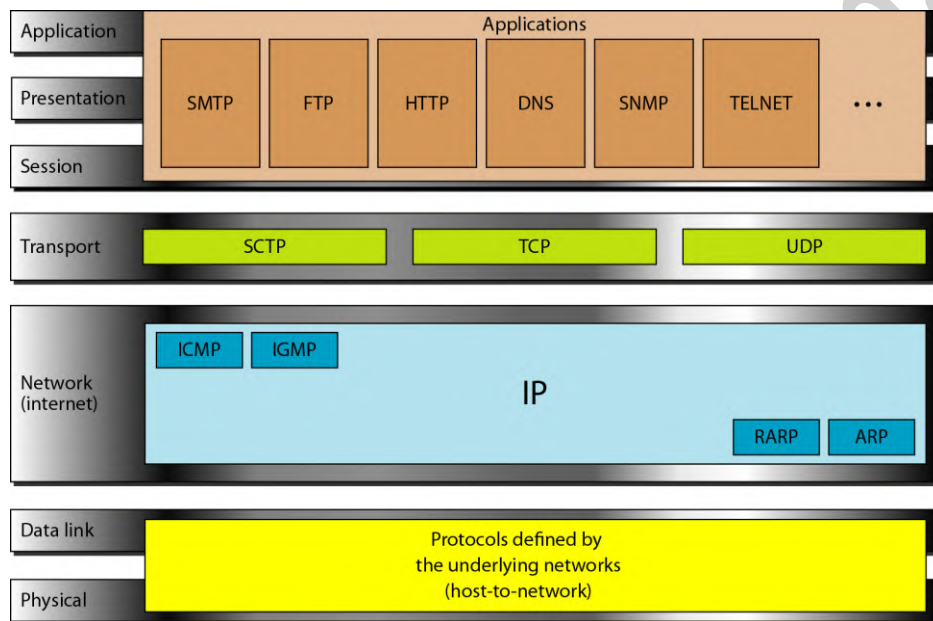 Application
Applications
Presentation
SMTP FTP HTTP DNS SNMP TELNET ...
Session
Transport
SCTP TCP UDP
Network
(internet)
ICMP IGMP
IP
RARP ARP
Data link
Protocols defined by
the underlying networks
(host-to-network)
Physical